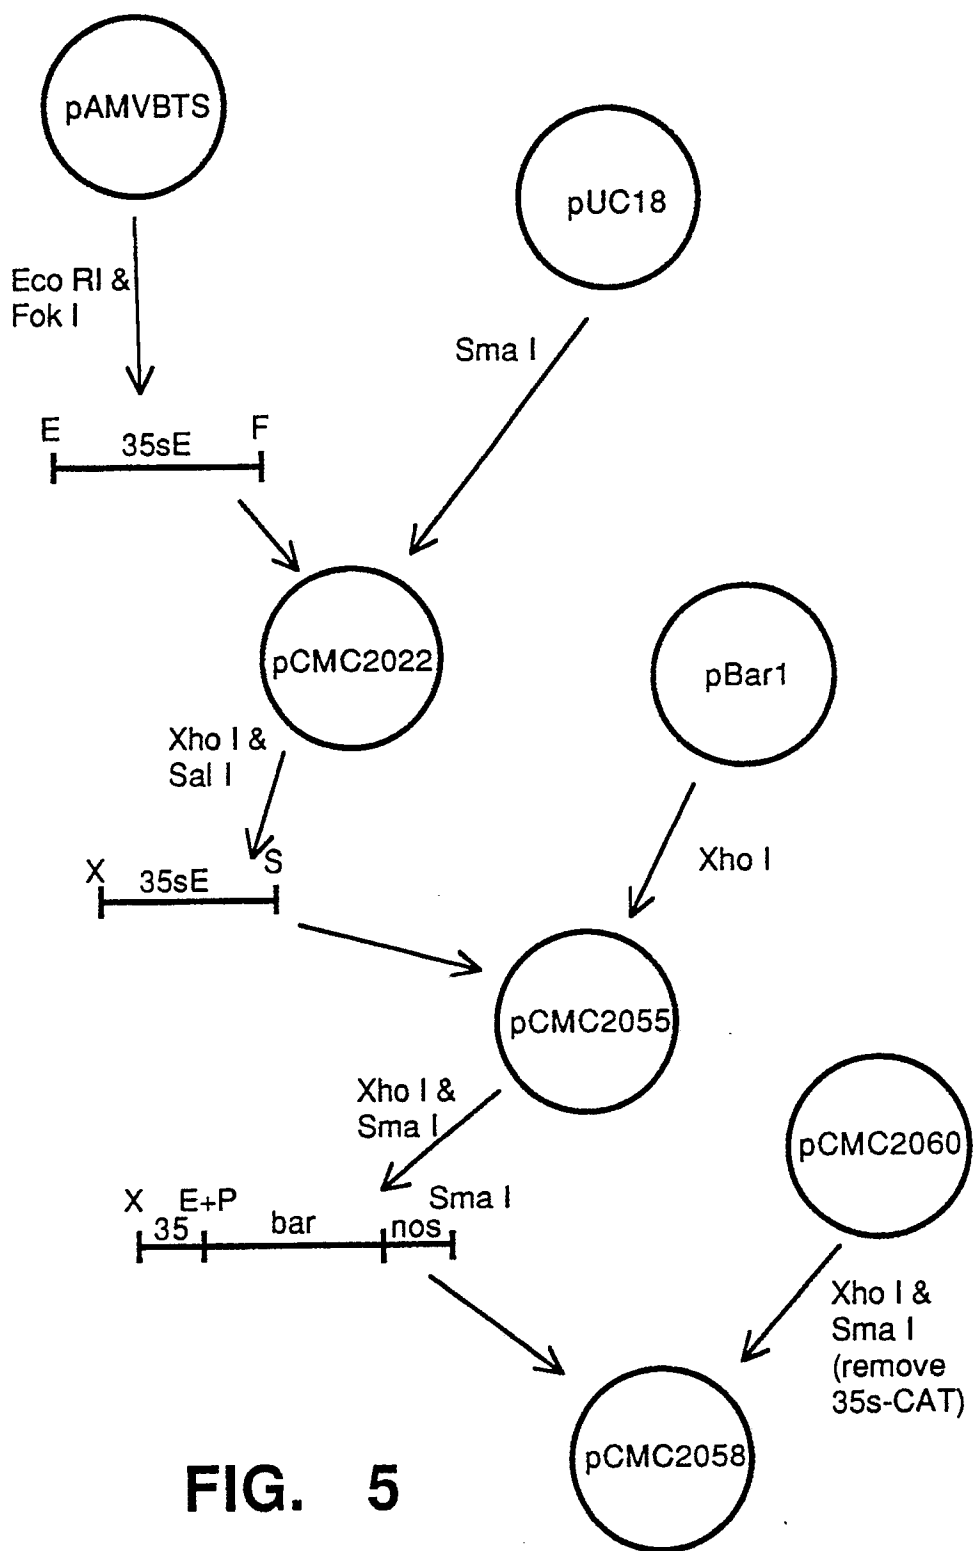 pAMVBTS
pUC18
Eco RI &
Fok I
Sma I
E 35sE F
pCMC2022
pBar1
Xho I &
Sal I
Xho I
X 35sE S
pCMC2055
Xho I &
Sma I
pCMC2060
X E+P Sma I
35 bar nos
Xho I &
Sma I
(remove
35s-CAT)
pCMC2058
FIG. 5